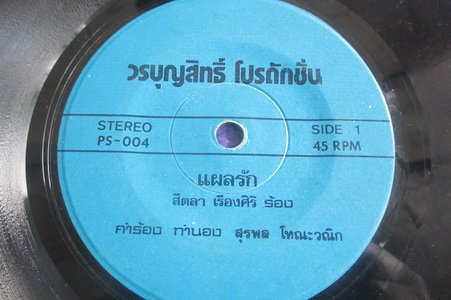 วรบุญสิทธิ์ โปรดักชั่น
STEREO SIDE 1
PS-004 45 RPM
แผลรัก
สิตลา เรืองศิริ ร้อง
คำร้อง ทำนอง สุรพล โทณะวณิก